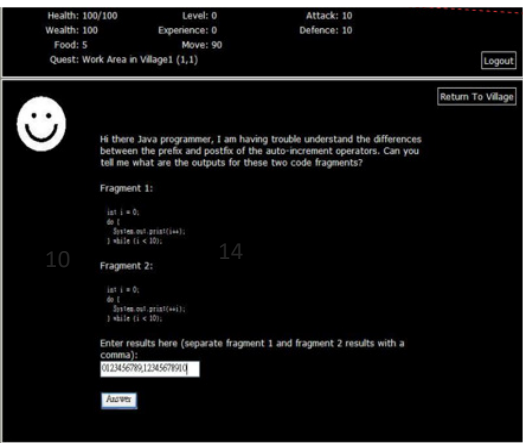 Health: 100/100 Level: 0 Attack: 10
Wealth: 100 Experience: 0 Defence: 10
Food: 5 Move: 90
Quest: Work Area in Village1 (1,1)
Logout
Return To Village
Hi there Java programmer, I am having trouble understand the differences
between the prefix and postfix of the auto-increment operators. Can you
tell me what are the outputs for these two code fragments?
Fragment 1:
int i = 0;
do {
System.out.print(i++);
} while (i < 10);
10 14
Fragment 2:
int i = 0;
do {
System.out.print(++i);
} while (i < 10);
Enter results here (separate fragment 1 and fragment 2 results with a
comma):
0123456789,12345678910
Answer